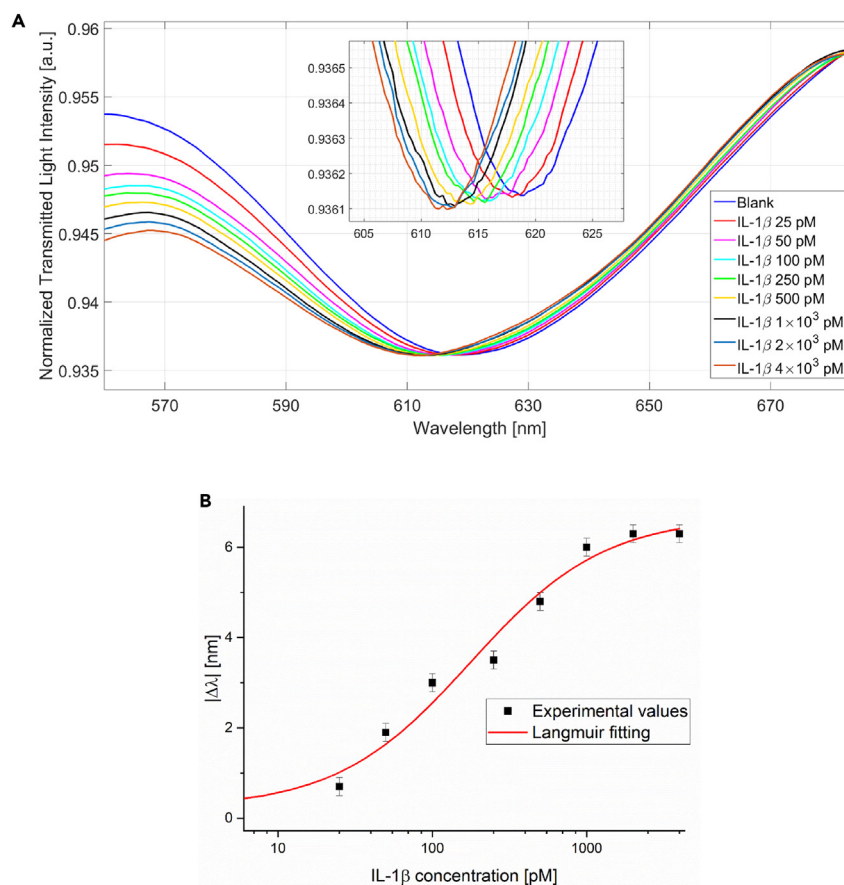 A
Normalized Transmitted Light Intensity [a.u.]
0.96
0.955
0.95
0.945
0.94
0.935
0.9365
0.9364
0.9363
0.9362
0.9361
605 610 615 620 625
Blank
IL-1β 25 pM
IL-1β 50 pM
IL-1β 100 pM
IL-1β 250 pM
IL-1β 500 pM
IL-1β 1×10³ pM
IL-1β 2×10³ pM
IL-1β 4×10³ pM
570 590 610 630 650 670
Wavelength [nm]
B
|Δλ| [nm]
6
4
2
0
Experimental values
Langmuir fitting
10 100 1000
IL-1β concentration [pM]